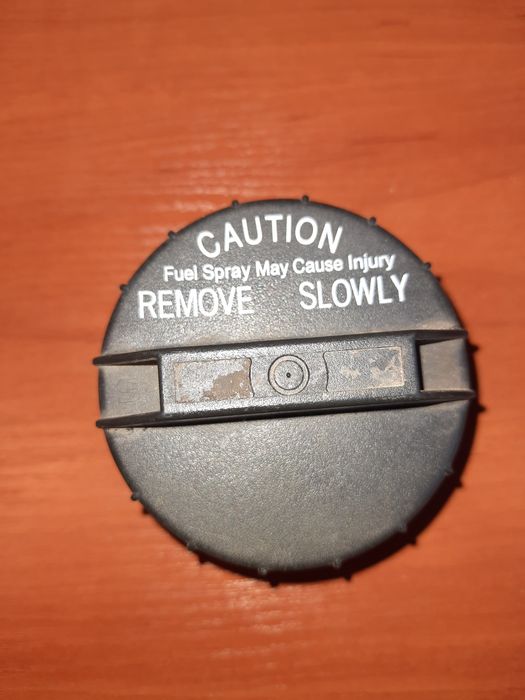 CAUTION
Fuel Spray May Cause Injury
REMOVE SLOWLY